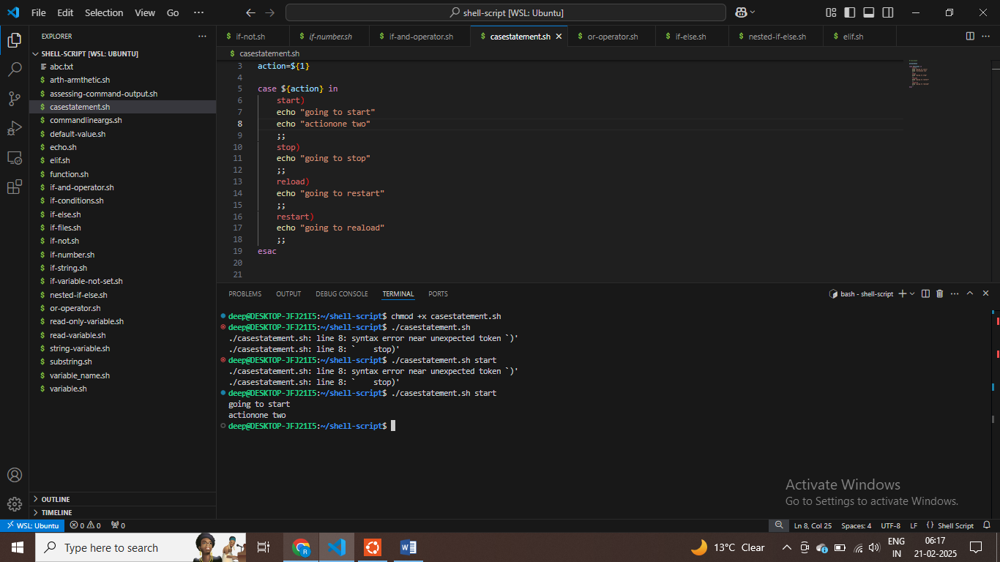 File Edit Selection View Go ···
shell-script [WSL: Ubuntu]
EXPLORER ···
SHELL-SCRIPT [WSL: UBUNTU]
abc.txt
$ arth-armthetic.sh
$ assessing-command-output.sh
$ casestatement.sh
$ commandlineargs.sh
$ default-value.sh
$ echo.sh
$ elif.sh
$ function.sh
$ if-and-operator.sh
$ if-conditions.sh
$ if-else.sh
$ if-files.sh
$ if-not.sh
$ if-number.sh
$ if-string.sh
$ if-variable-not-set.sh
$ nested-if-else.sh
$ or-operator.sh
$ read-only-variable.sh
$ read-variable.sh
$ string-variable.sh
$ substring.sh
$ variable_name.sh
$ variable.sh
OUTLINE
TIMELINE
$ if-not.sh $ if-number.sh $ if-and-operator.sh $ casestatement.sh $ or-operator.sh $ if-else.sh $ nested-if-else.sh $ elif.sh ···
$ casestatement.sh
3 action=${1}
4
5 case ${action} in
6 start)
7 echo "going to start"
8 echo "actionone two"
9 ;;
10 stop)
11 echo "going to stop"
12 ;;
13 reload)
14 echo "going to restart"
15 ;;
16 restart)
17 echo "going to reaload"
18 ;;
19 esac
20
21
PROBLEMS OUTPUT DEBUG CONSOLE TERMINAL PORTS bash - shell-script ···
deep@DESKTOP-JFJ21I5:~/shell-script$ chmod +x casestatement.sh
deep@DESKTOP-JFJ21I5:~/shell-script$ ./casestatement.sh
./casestatement.sh: line 8: syntax error near unexpected token `)'
./casestatement.sh: line 8: `    stop)'
deep@DESKTOP-JFJ21I5:~/shell-script$ ./casestatement.sh start
./casestatement.sh: line 8: syntax error near unexpected token `)'
./casestatement.sh: line 8: `    stop)'
deep@DESKTOP-JFJ21I5:~/shell-script$ ./casestatement.sh start
going to start
actionone two
deep@DESKTOP-JFJ21I5:~/shell-script$
Activate Windows
Go to Settings to activate Windows.
WSL: Ubuntu 0 0 0 Ln 8, Col 25 Spaces: 4 UTF-8 LF {} Shell Script
Type here to search
R
W
13°C Clear
ENG
IN
06:17
21-02-2025